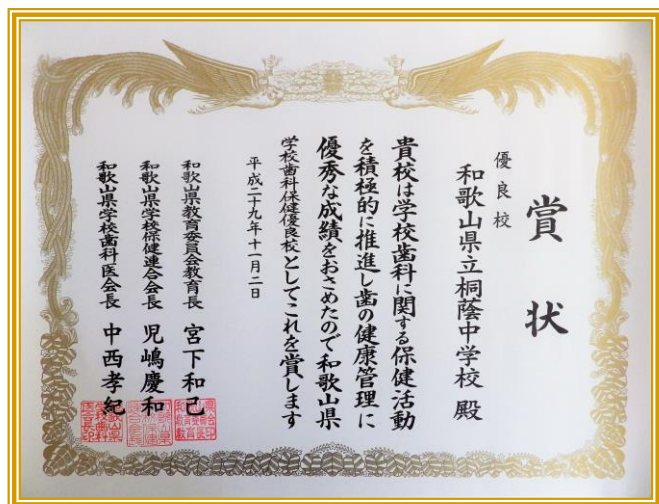 賞状
優良校
和歌山県立桐蔭中学校 殿
貴校は学校歯科に関する保健活動
を積極的に推進し歯の健康管理に
優秀な成績をおさめたので和歌山県
学校歯科保健優良校としてこれを賞します
平成二十九年十一月二日
和歌山県教育委員会教育長 宮下和己
和歌山県学校保健連合会長 児嶋慶和
和歌山県学校歯科医会長 中西孝紀